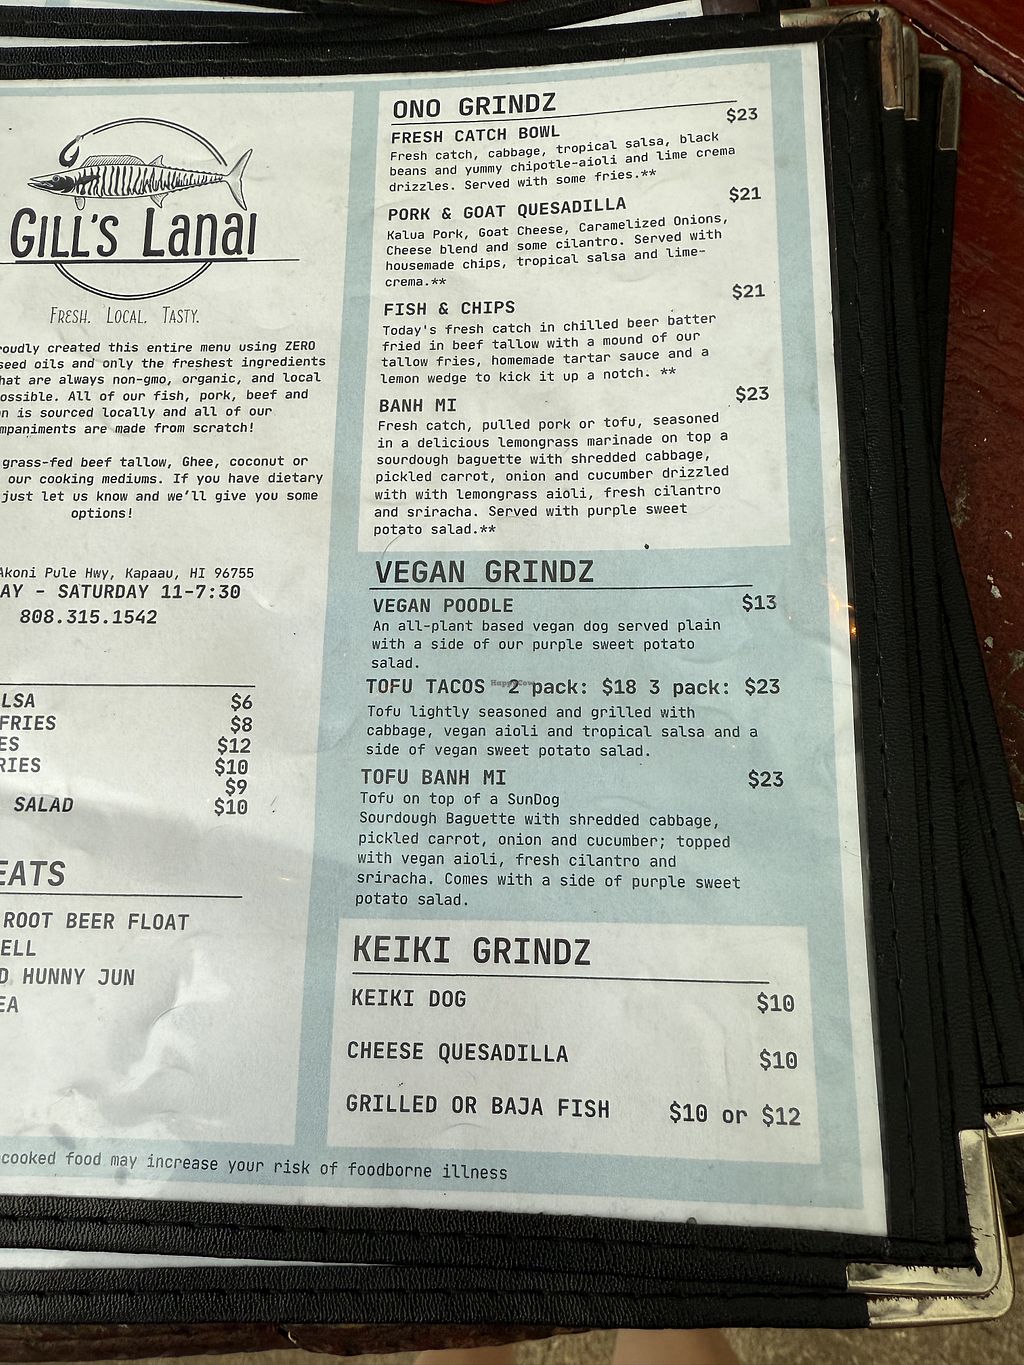 GILL'S LANAI
FRESH. LOCAL. TASTY.
roudly created this entire menu using ZERO
seed oils and only the freshest ingredients
hat are always non-gmo, organic, and local
ossible. All of our fish, pork, beef and
n is sourced locally and all of our
mpaniments are made from scratch!
grass-fed beef tallow, Ghee, coconut or
our cooking mediums. If you have dietary
just let us know and we'll give you some
options!
Akoni Pule Hwy, Kapaau, HI 96755
AY - SATURDAY 11-7:30
808.315.1542
LSA $6
FRIES $8
ES $12
RIES $10
$9
SALAD $10
EATS
ROOT BEER FLOAT
ELL
D HUNNY JUN
EA
ONO GRINDZ
FRESH CATCH BOWL $23
Fresh catch, cabbage, tropical salsa, black
beans and yummy chipotle-aioli and lime crema
drizzles. Served with some fries.**
PORK & GOAT QUESADILLA $21
Kalua Pork, Goat Cheese, Caramelized Onions,
Cheese blend and some cilantro. Served with
housemade chips, tropical salsa and lime-
crema.**
FISH & CHIPS $21
Today's fresh catch in chilled beer batter
fried in beef tallow with a mound of our
tallow fries, homemade tartar sauce and a
lemon wedge to kick it up a notch. **
BANH MI $23
Fresh catch, pulled pork or tofu, seasoned
in a delicious lemongrass marinade on top a
sourdough baguette with shredded cabbage,
pickled carrot, onion and cucumber drizzled
with with lemongrass aioli, fresh cilantro
and sriracha. Served with purple sweet
potato salad.**
VEGAN GRINDZ
VEGAN POODLE $13
An all-plant based vegan dog served plain
with a side of our purple sweet potato
salad.
HappyCow
TOFU TACOS 2 pack: $18 3 pack: $23
Tofu lightly seasoned and grilled with
cabbage, vegan aioli and tropical salsa and a
side of vegan sweet potato salad.
TOFU BANH MI $23
Tofu on top of a SunDog
Sourdough Baguette with shredded cabbage,
pickled carrot, onion and cucumber; topped
with vegan aioli, fresh cilantro and
sriracha. Comes with a side of purple sweet
potato salad.
KEIKI GRINDZ
KEIKI DOG $10
CHEESE QUESADILLA $10
GRILLED OR BAJA FISH $10 or $12
cooked food may increase your risk of foodborne illness